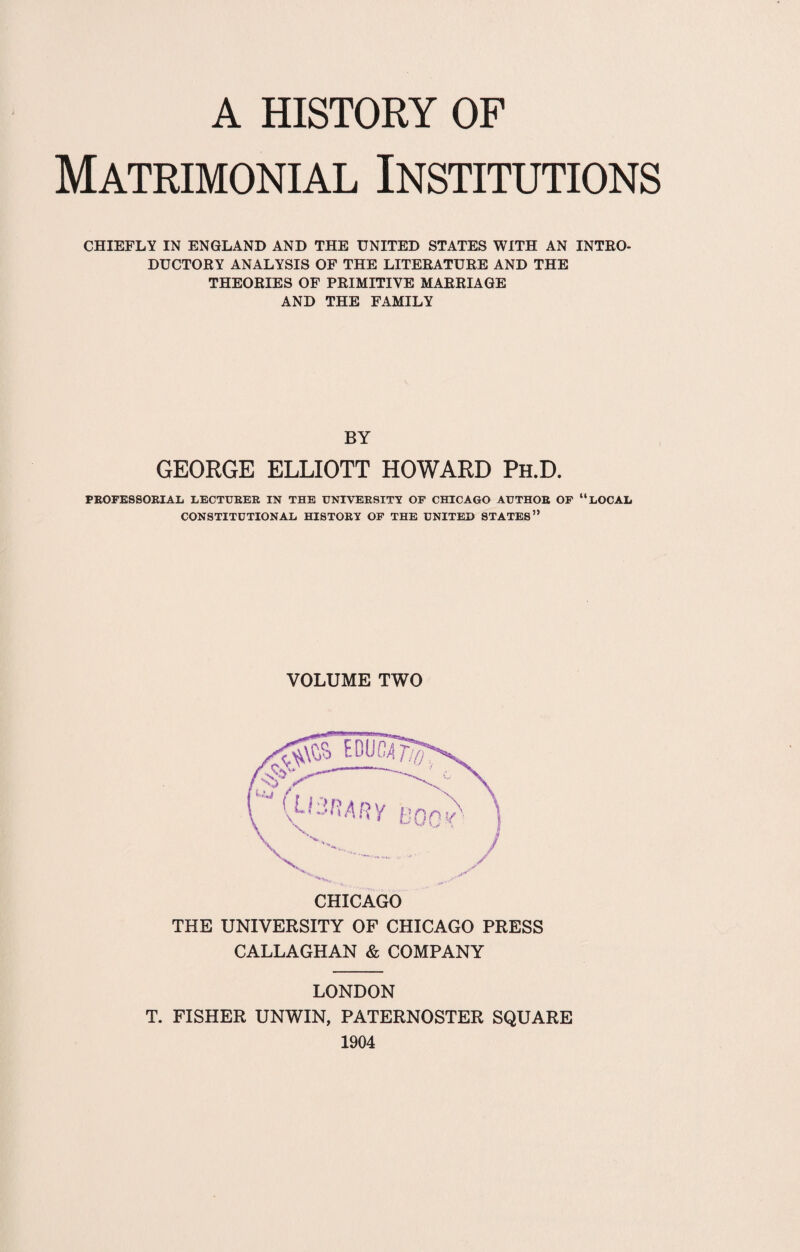 A HISTORY OF
MATRIMONIAL INSTITUTIONS
CHIEFLY IN ENGLAND AND THE UNITED STATES WITH AN INTRO-
DUCTORY ANALYSIS OF THE LITERATURE AND THE
THEORIES OF PRIMITIVE MARRIAGE
AND THE FAMILY
BY
GEORGE ELLIOTT HOWARD PH.D.
PROFESSORIAL LECTURER IN THE UNIVERSITY OF CHICAGO AUTHOR OF “LOCAL
CONSTITUTIONAL HISTORY OF THE UNITED STATES”
VOLUME TWO
LIBRARY BOOK
CHICAGO
THE UNIVERSITY OF CHICAGO PRESS
CALLAGHAN & COMPANY
LONDON
T. FISHER UNWIN, PATERNOSTER SQUARE
1904